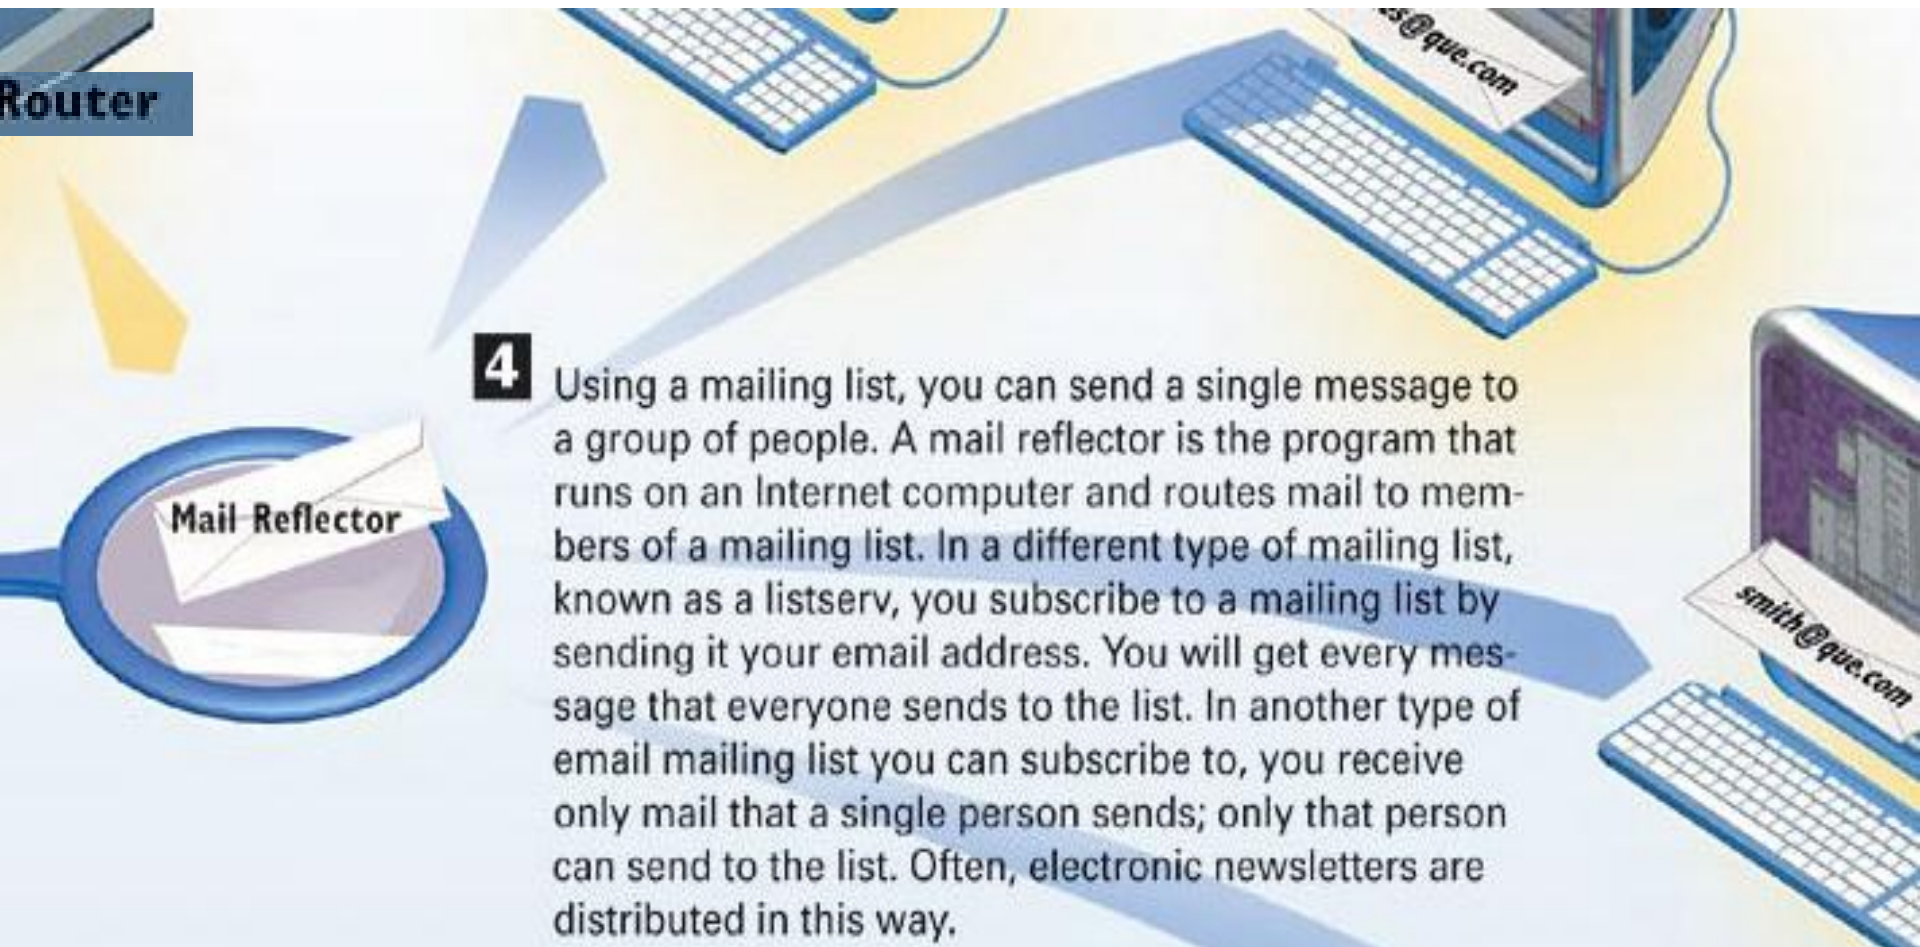 Router
4
Using a mailing list, you can send a single message to
a group of people. A mail reflector is the program that
runs on an Internet computer and routes mail to mem-
bers of a mailing list. In a different type of mailing list,
known as a listserv, you subscribe to a mailing list by
sending it your email address. You will get every mes-
sage that everyone sends to the list. In another type of
email mailing list you can subscribe to, you receive
only mail that a single person sends; only that person
can send to the list. Often, electronic newsletters are
distributed in this way.
Mail Reflector
smith@que.com